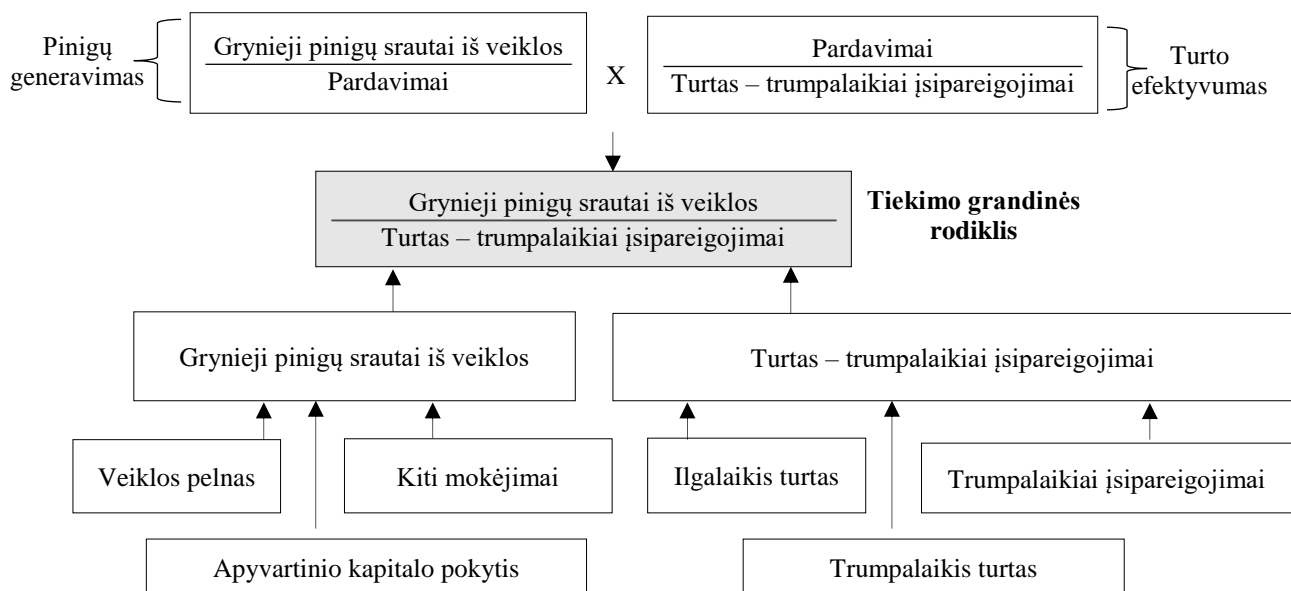 Pinigų
generavimas
Grynieji pinigų srautai iš veiklos
Pardavimai
X
Pardavimai
Turtas – trumpalaikiai įsipareigojimai
Turto
efektyvumas
Grynieji pinigų srautai iš veiklos
Turtas – trumpalaikiai įsipareigojimai
Tiekimo grandinės
rodiklis
Grynieji pinigų srautai iš veiklos
Turtas – trumpalaikiai įsipareigojimai
Veiklos pelnas
Kiti mokėjimai
Ilgalaikis turtas
Trumpalaikiai įsipareigojimai
Apyvartinio kapitalo pokytis
Trumpalaikis turtas